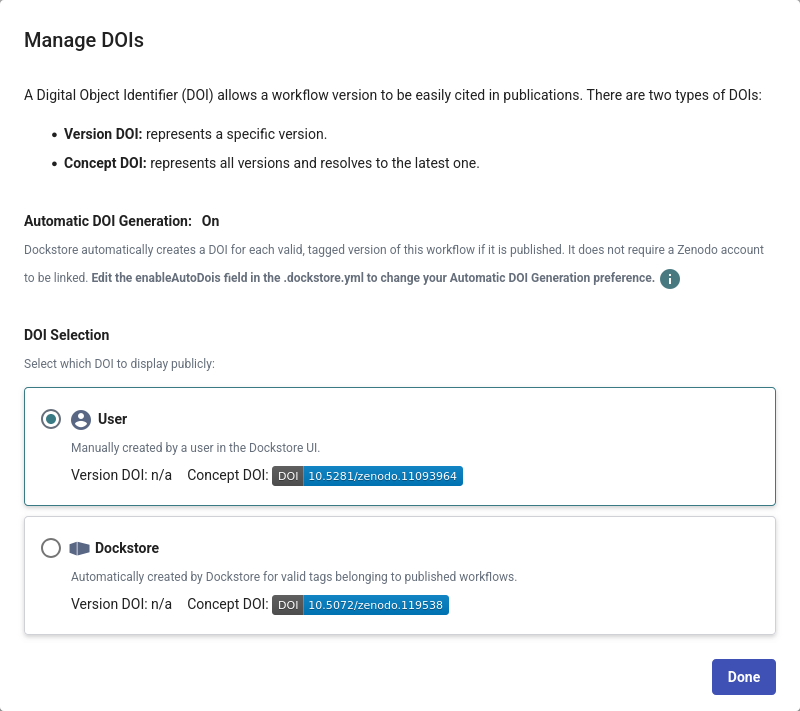 Manage DOIs
A Digital Object Identifier (DOI) allows a workflow version to be easily cited in publications. There are two types of DOIs:
• Version DOI: represents a specific version.
• Concept DOI: represents all versions and resolves to the latest one.
Automatic DOI Generation: On
Dockstore automatically creates a DOI for each valid, tagged version of this workflow if it is published. It does not require a Zenodo account
to be linked. Edit the enableAutoDois field in the .dockstore.yml to change your Automatic DOI Generation preference.
DOI Selection
Select which DOI to display publicly:
User
Manually created by a user in the Dockstore UI.
Version DOI: n/a Concept DOI: DOI 10.5281/zenodo.11093964
Dockstore
Automatically created by Dockstore for valid tags belonging to published workflows.
Version DOI: n/a Concept DOI: DOI 10.5072/zenodo.119538
Done